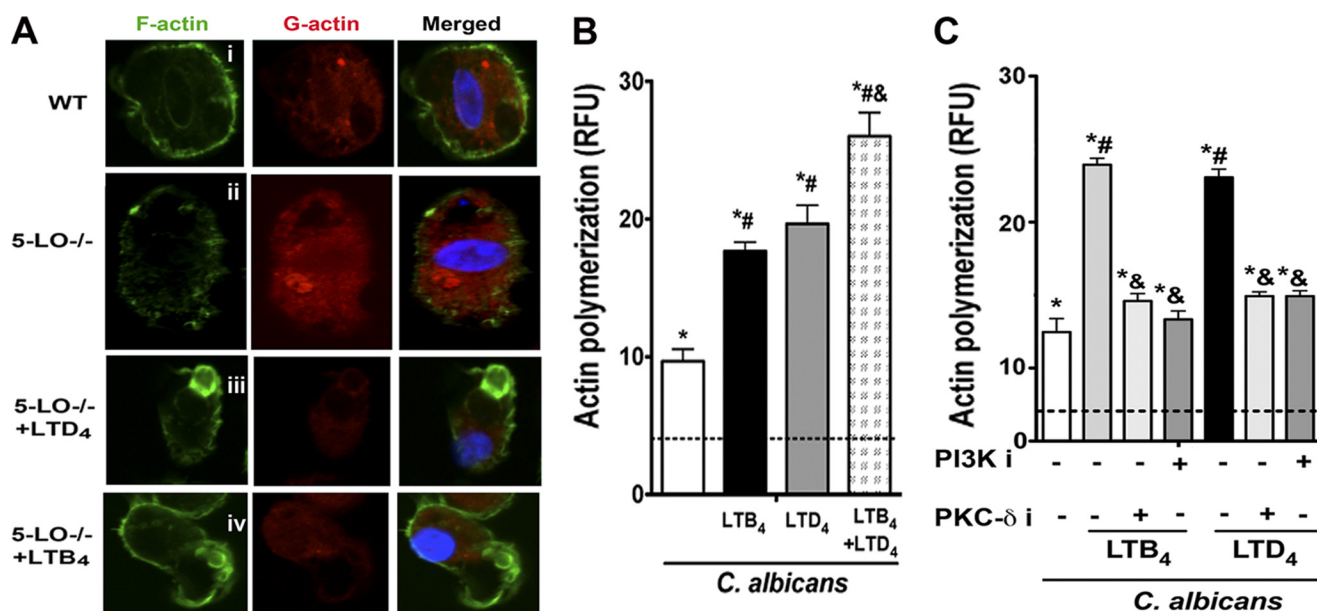 A
F-actin
G-actin
Merged
WT
i
5-LO-/-
ii
5-LO-/-
+LTD4
iii
5-LO-/-
+LTB4
iv
B
Actin polymerization (RFU)
30
20
10
0
*
*#
*#
*#&
LTB4
LTD4
LTB4
+LTD4
C. albicans
C
Actin polymerization (RFU)
30
20
10
0
*
*#
*&
*&
*#
*&
*&
PI3K i - - - + - - +
PKC-δ i - - + - - + -
LTB4
LTD4
C. albicans